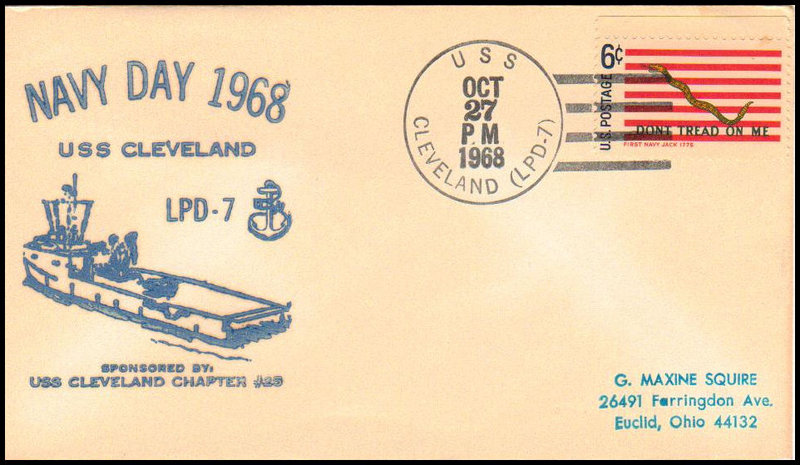 NAVY DAY 1968
USS CLEVELAND
LPD-7
SPONSORED BY:
USS CLEVELAND CHAPTER #25
USS
OCT
27
PM
1968
CLEVELAND (LPD-7)
6¢
U.S. POSTAGE
DONT TREAD ON ME
FIRST NAVY JACK 1775
G. MAXINE SQUIRE
26491 Farringdon Ave.
Euclid, Ohio 44132